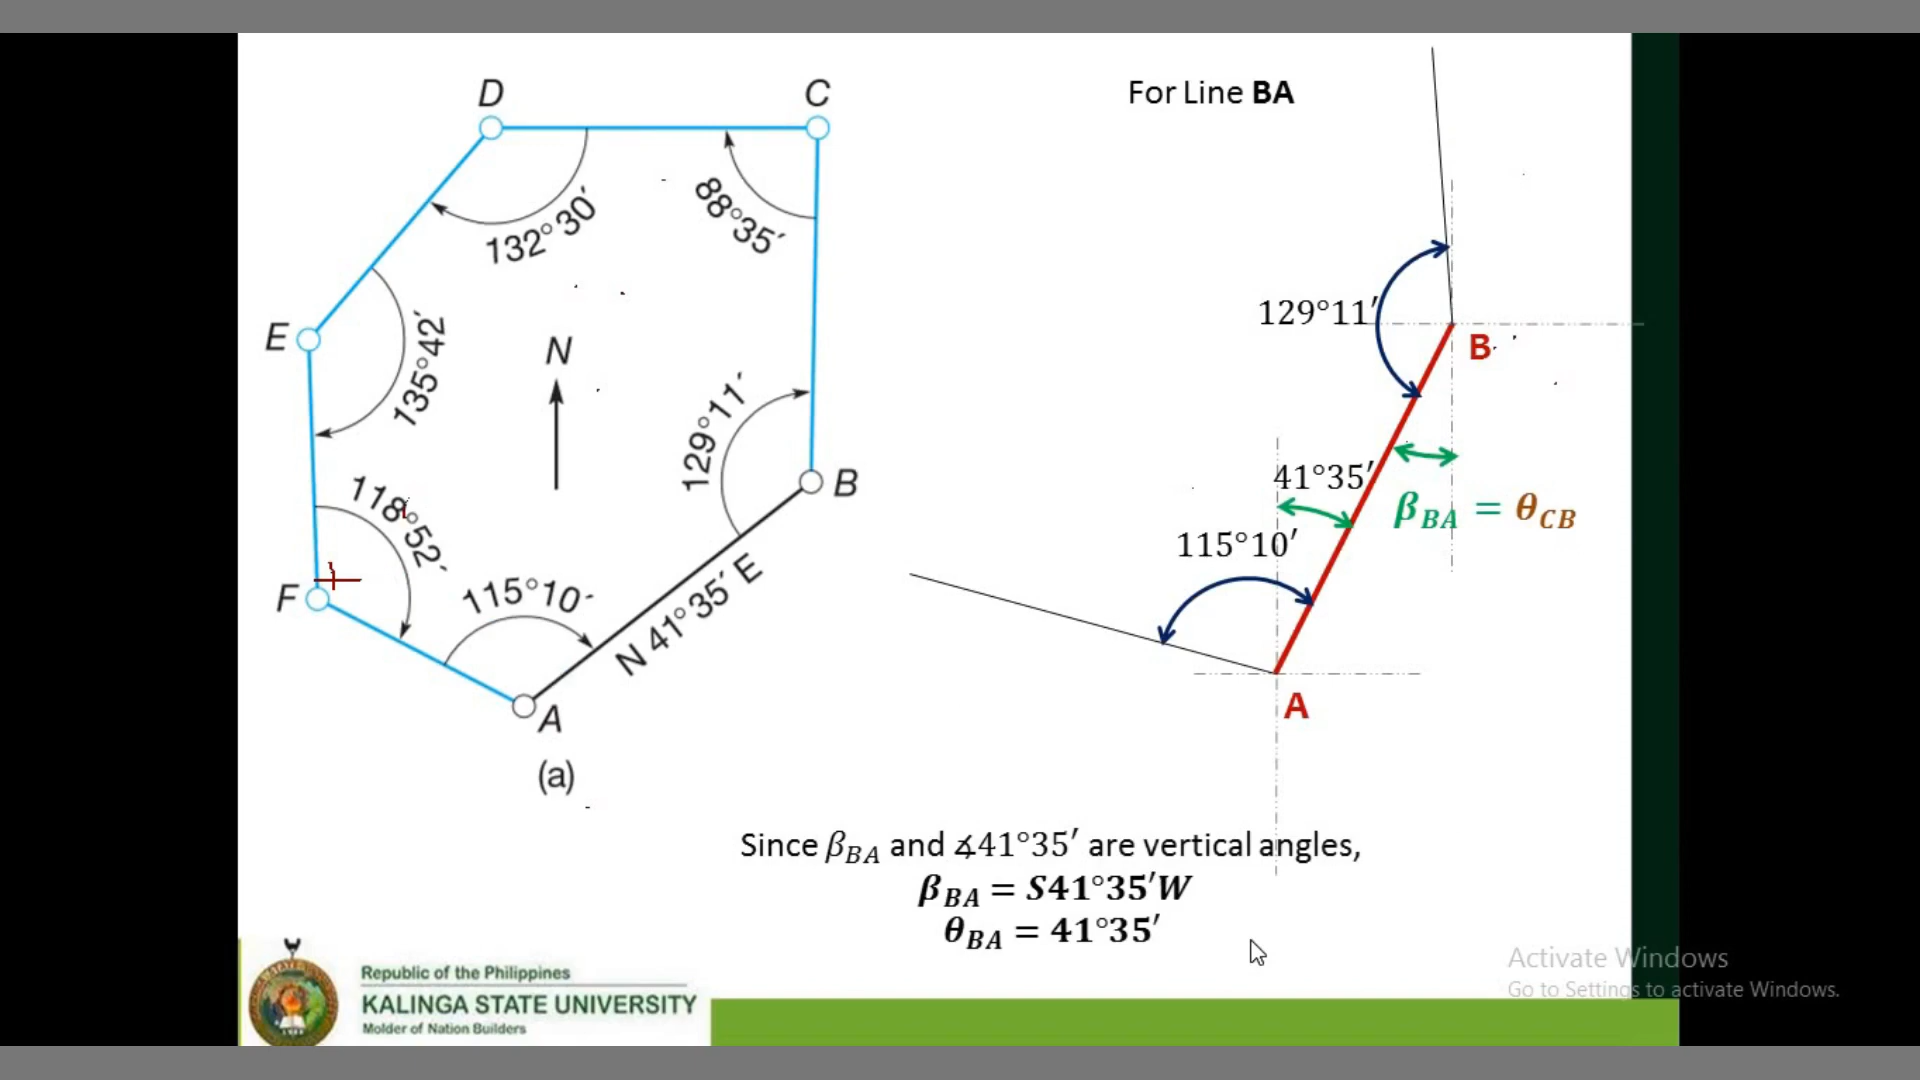 D
C
For Line BA
132°30′
88°35′
E
135°42′
N
129°11′
129°11′
B
B
41°35′
β_BA = θ_CB
118°52′
115°10′
F
115°10′
N 41°35′ E
A
A
(a)
Since β_BA and ∡41°35′ are vertical angles,
β_BA = S41°35′W
θ_BA = 41°35′
Activate Windows
Go to Settings to activate Windows.
Republic of the Philippines
KALINGA STATE UNIVERSITY
Molder of Nation Builders